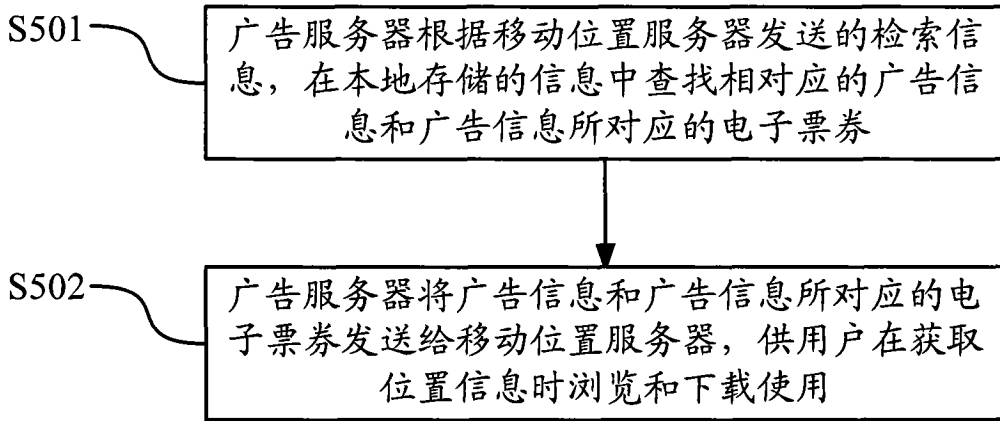 S501
广告服务器根据移动位置服务器发送的检索信
息，在本地存储的信息中查找相对应的广告信
息和广告信息所对应的电子票券
S502
广告服务器将广告信息和广告信息所对应的电
子票券发送给移动位置服务器，供用户在获取
位置信息时浏览和下载使用